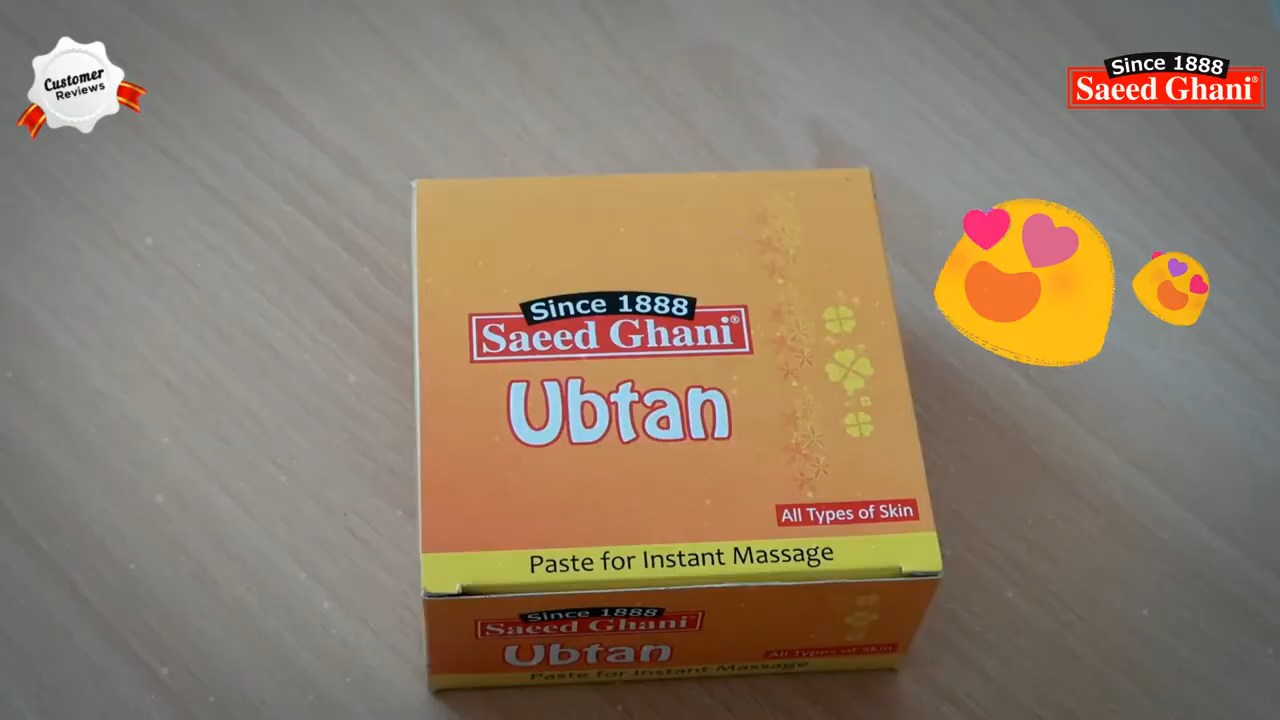 Customer
Reviews
Since 1888
Saeed Ghani®
Since 1888
Saeed Ghani®
Ubtan
All Types of Skin
Paste for Instant Massage
Since 1888
Saeed Ghani
Ubtan
All Types of Skin
Paste for Instant Massage